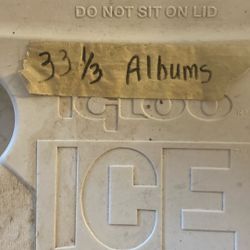 DO NOT SIT ON LID
33 ⅓ Albums
IGLOO
ICE